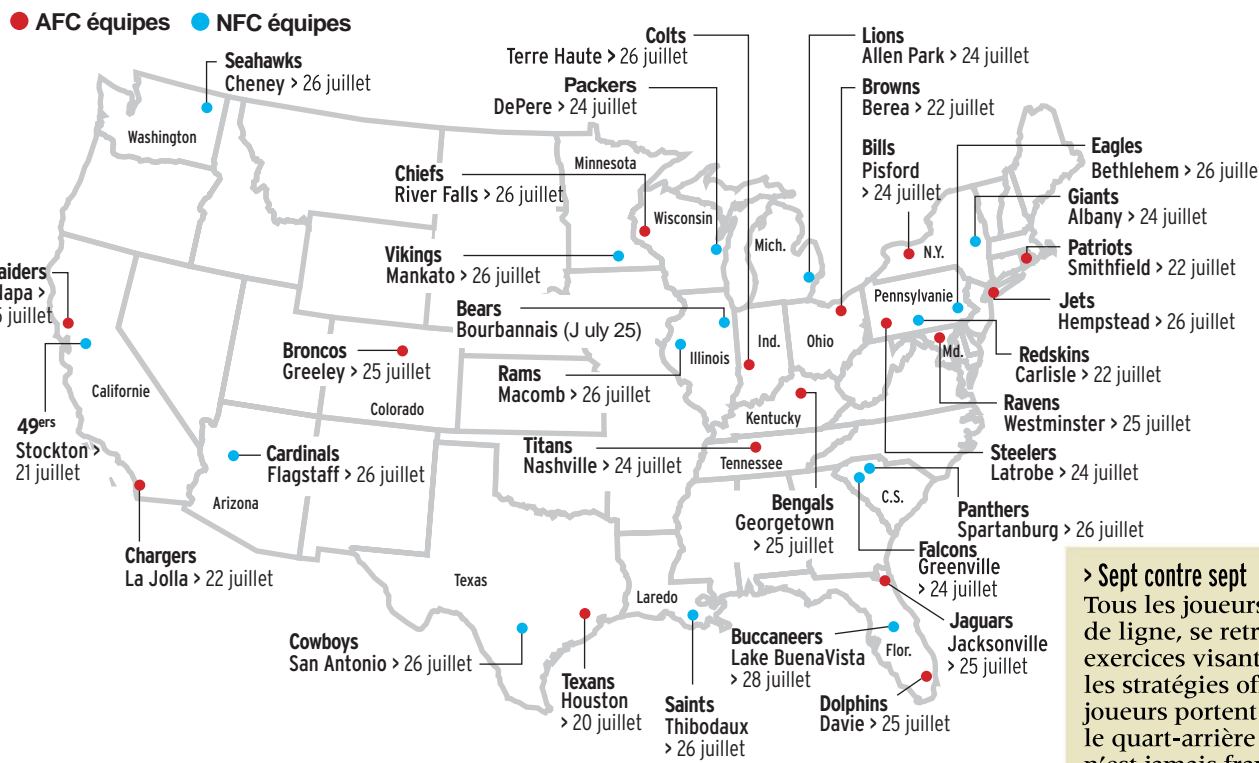 AFC équipes NFC équipes
Seahawks
Cheney > 26 juillet
Colts
Terre Haute > 26 juillet
Packers
DePere > 24 juillet
Lions
Allen Park > 24 juillet
Browns
Berea > 22 juillet
Bills
Pisford
> 24 juillet
Eagles
Bethlehem > 26 juille
Giants
Albany > 24 juillet
Patriots
Smithfield > 22 juillet
Jets
Hempstead > 26 juillet
Redskins
Carlisle > 22 juillet
Ravens
Westminster > 25 juillet
Steelers
Latrobe > 24 juillet
Panthers
Spartanburg > 26 juillet
Falcons
Greenville
> 24 juillet
Jaguars
Jacksonville
> 25 juillet
Chiefs
River Falls > 26 juillet
Vikings
Mankato > 26 juillet
Bears
Bourbannais (J uly 25)
Rams
Macomb > 26 juillet
Titans
Nashville > 24 juillet
Bengals
Georgetown
> 25 juillet
Broncos
Greeley > 25 juillet
aiders
apa >
juillet
49ers
Stockton >
21 juillet
Cardinals
Flagstaff > 26 juillet
Chargers
La Jolla > 22 juillet
Cowboys
San Antonio > 26 juillet
Texans
Houston
> 20 juillet
Saints
Thibodaux
> 26 juillet
Buccaneers
Lake BuenaVista
> 28 juillet
Dolphins
Davie > 25 juillet
Washington
Minnesota
Wisconsin
Mich.
N.Y.
Pennsylvanie
Md.
Ohio
Ind.
Illinois
Kentucky
Tennessee
C.S.
Flor.
Laredo
Texas
Arizona
Colorado
Californie
> Sept contre sept
Tous les joueurs
de ligne, se retr
exercices visant
les stratégies of
joueurs portent
le quart-arrière
n'est jamais fra